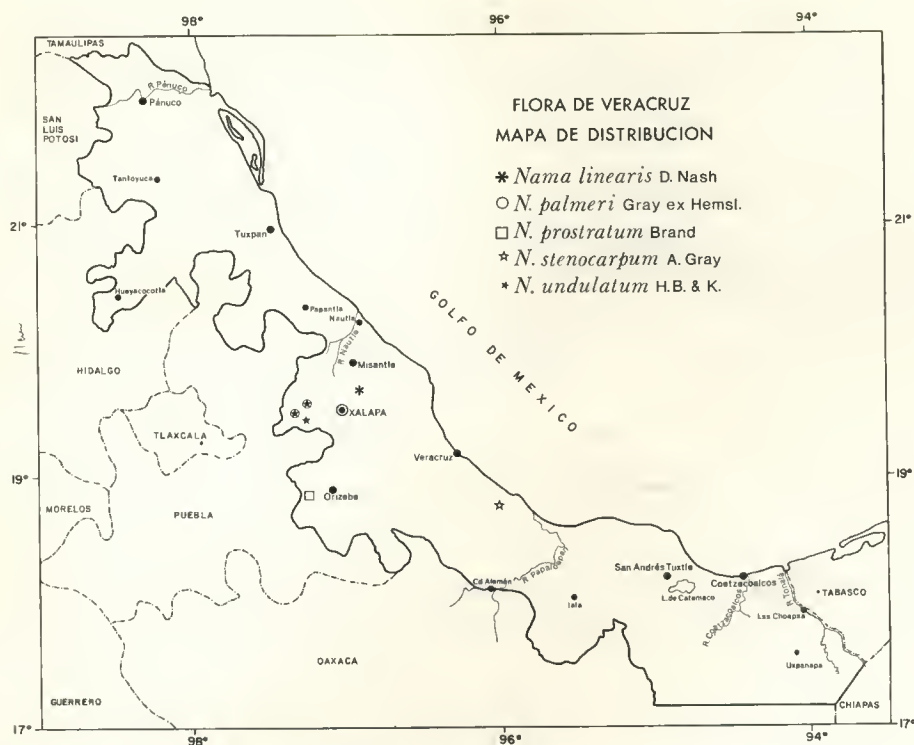 98°
96°
94°
TAMAULIPAS
R Pánuco
Pánuco
SAN
LUIS
POTOSI
FLORA DE VERACRUZ
MAPA DE DISTRIBUCION
Nama linearis D. Nash
N. palmeri Gray ex Hemsl.
N. prostratum Brand
N. stenocarpum A. Gray
N. undulatum H.B. & K.
Tantoyuca
21°
21°
Tuxpan
Huayacocotla
Papantla
Nautla
R Nautla
GOLFO DE MEXICO
Misantla
HIDALGO
XALAPA
TLAXCALA
Veracruz
19°
19°
Orizaba
MORELOS
PUEBLA
Cd Alemán
R Papaloapan
San Andrés Tuxtla
Coatzacoalcos
L. de Catemaco
Isla
R Coatzacoalcos
R Tonalá
TABASCO
Las Choapas
Uxpanapa
OAXACA
GUERRERO
CHIAPAS
17°
17°
98°
96°
94°